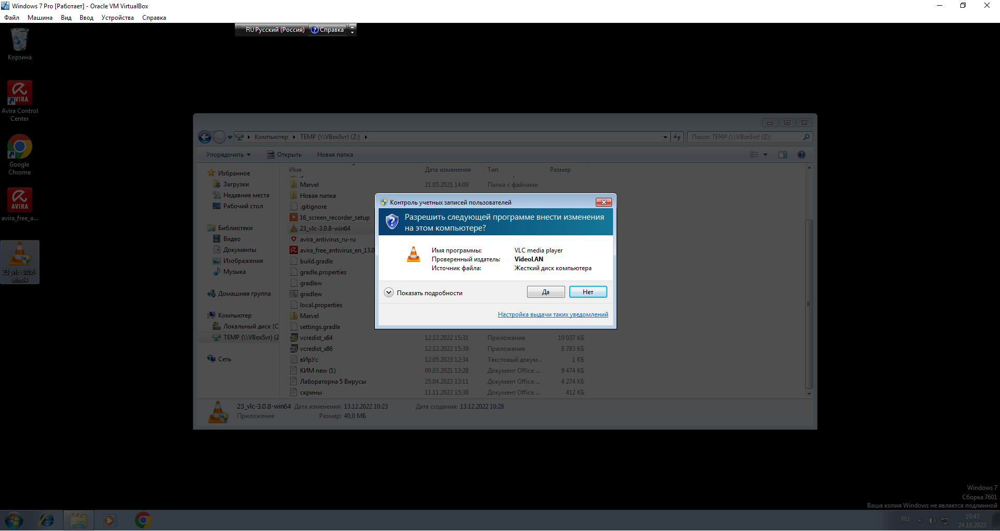 Windows 7 Pro [Работает] - Oracle VM VirtualBox
Файл Машина Вид Ввод Устройства Справка
RU Русский (Россия) ? Справка
Корзина
AVIRA
Avira Control
Center
Google
Chrome
AVIRA
avira_free_a...
23_vlc-3.0.8-
win64
Компьютер TEMP (\\VBoxSvr) (Z:)
Поиск: TEMP (\\VBoxSvr) (Z:)
Упорядочить Открыть Новая папка
Избранное
Загрузки
Недавние места
Рабочий стол
Библиотеки
Видео
Документы
Изображения
Музыка
Домашняя группа
Компьютер
Локальный диск (C
TEMP (\\VBoxSvr) (Z
Сеть
Имя Дата изменения Тип Размер
Marvel 21.05.2021 14:09 Папка с файлами
Новая папка
.gitignore
16_screen_recorder_setup
23_vlc-3.0.8-win64
avira_antivirus_ru-ru
avira_free_antivirus_en_13.0
build.gradle
gradle.properties
gradlew
gradlew
local.properties
Marvel
settings.gradle
vcredist_x64 12.12.2022 15:31 Приложение 10 037 КБ
vcredist_x86 12.12.2022 15:39 Приложение 8 783 КБ
вИрУс 12.05.2023 12:34 Текстовый докум... 1 КБ
КИМ new (1) 09.03.2021 13:28 Документ Office ... 9 474 КБ
Лабораторна 5 Вирусы 25.04.2023 13:11 Документ Office ... 4 274 КБ
скрины 11.11.2022 15:38 Документ Office ... 412 КБ
23_vlc-3.0.8-win64 Дата изменения: 13.12.2022 10:23 Дата создания: 13.12.2022 10:28
Приложение Размер: 40,0 МБ
Контроль учетных записей пользователей
Разрешить следующей программе внести изменения
на этом компьютере?
Имя программы: VLC media player
Проверенный издатель: VideoLAN
Источник файла: Жесткий диск компьютера
Показать подробности Да Нет
Настройка выдачи таких уведомлений
Windows 7
Сборка 7601
Ваша копия Windows не является подлинной
RU 10:47
24.10.2023